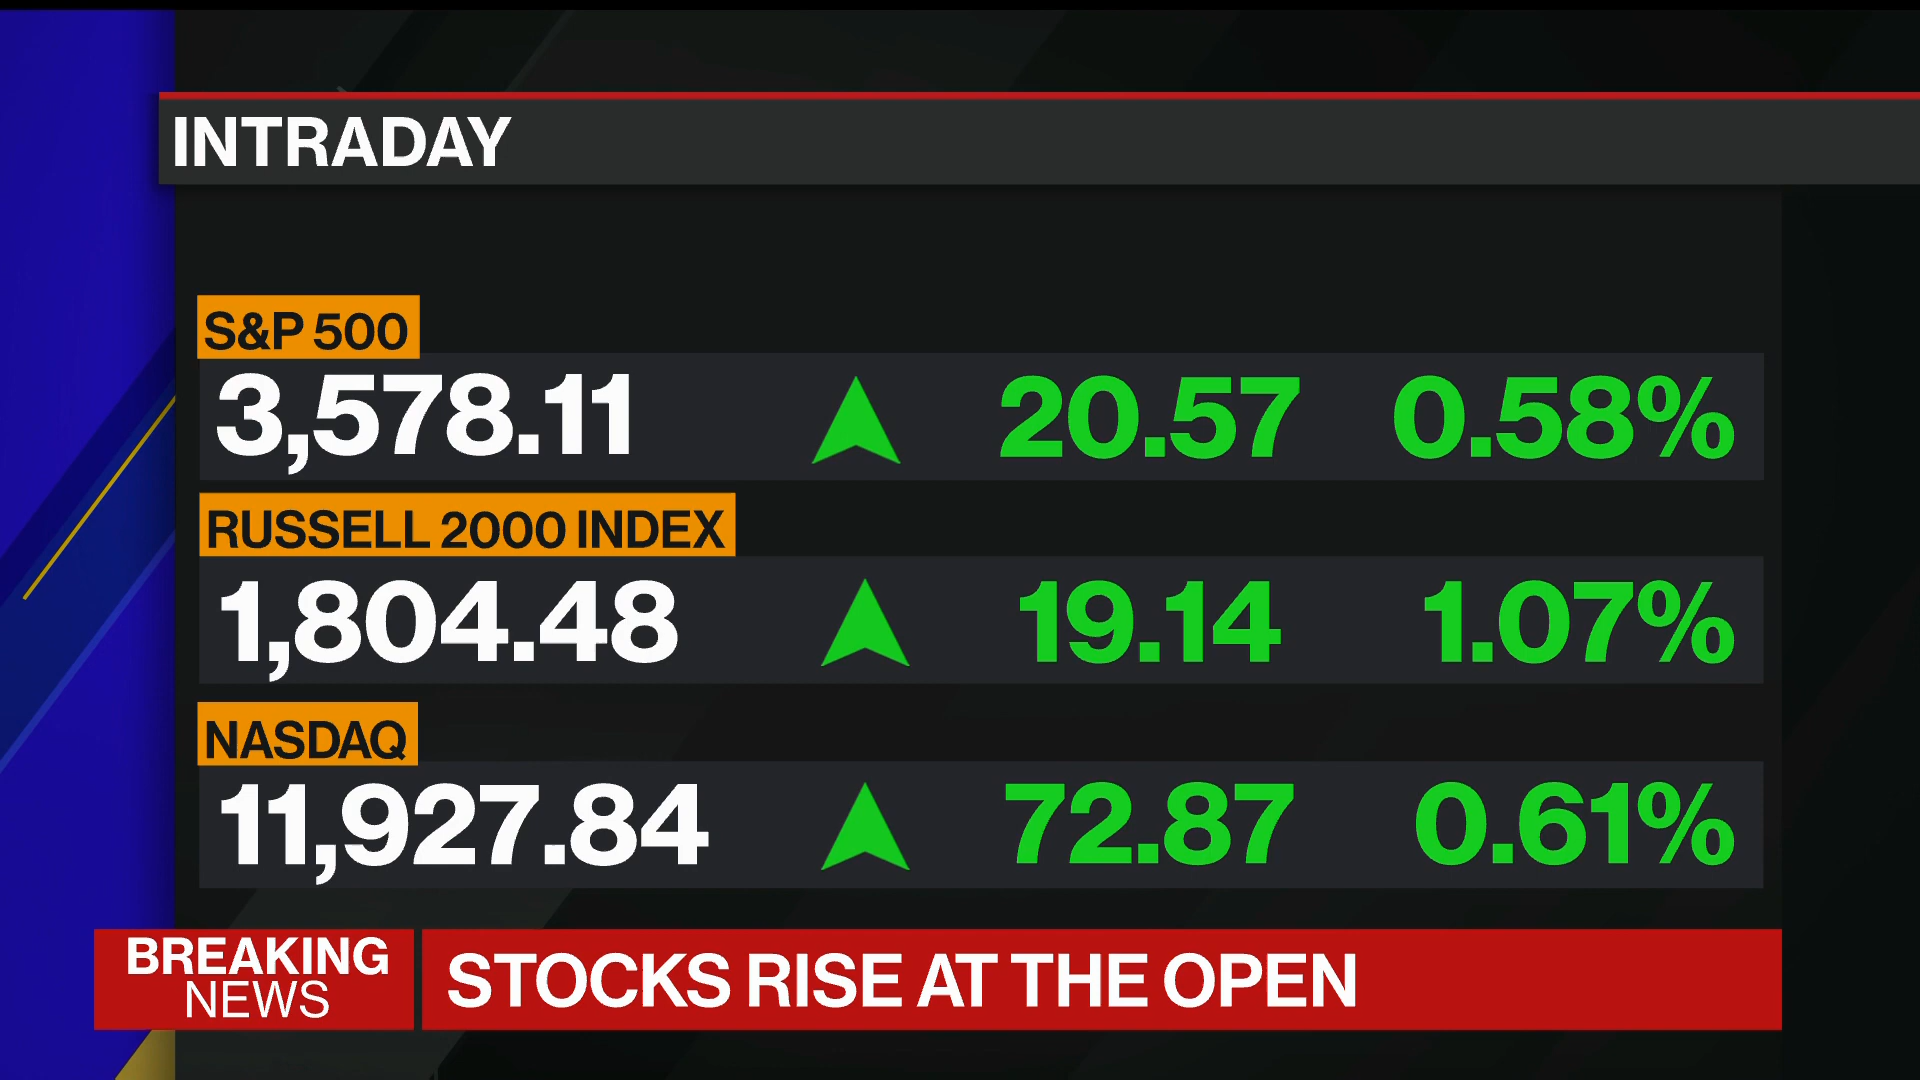 INTRADAY
S&P 500
3,578.11 20.57 0.58%
RUSSELL 2000 INDEX
1,804.48 19.14 1.07%
NASDAQ
11,927.84 72.87 0.61%
BREAKING
NEWS
STOCKS RISE AT THE OPEN